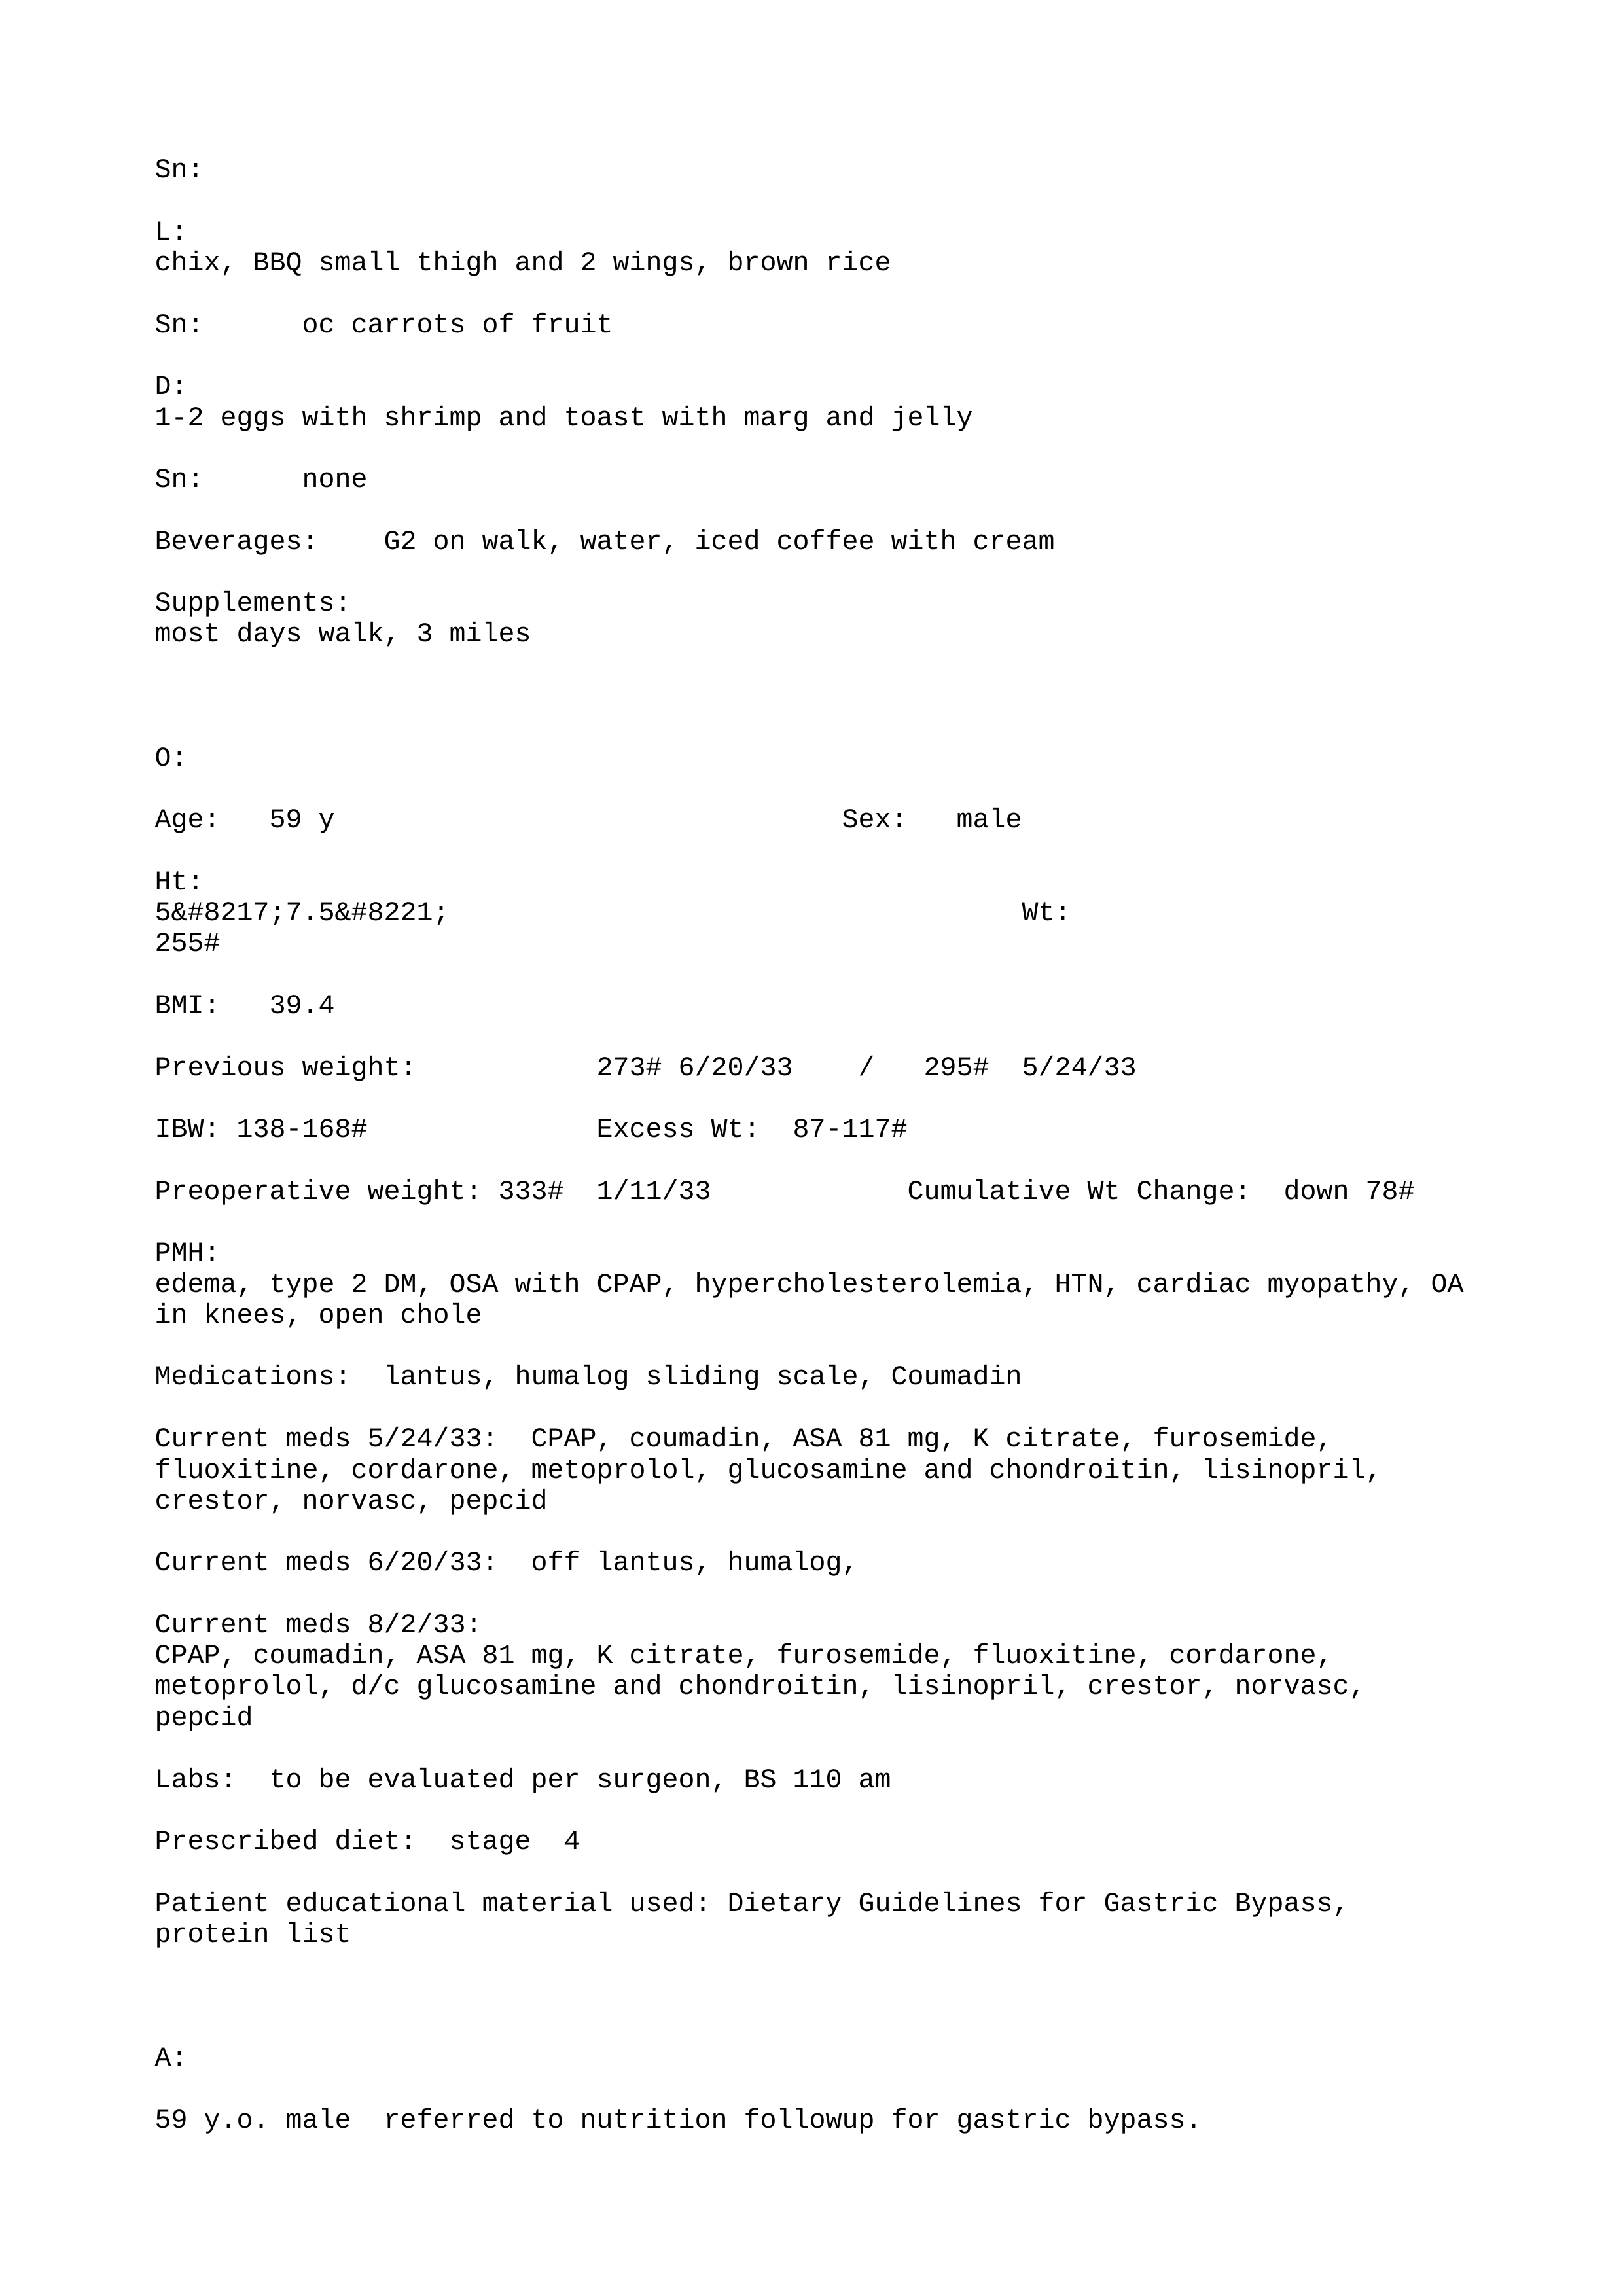 Sn:
L:
chix, BBQ small thigh and 2 wings, brown rice
Sn:      oc carrots of fruit
D:
1-2 eggs with shrimp and toast with marg and jelly
Sn:      none
Beverages:    G2 on walk, water, iced coffee with cream
Supplements:
most days walk, 3 miles
O:
Age:   59 y                               Sex:   male
Ht:
5&#8217;7.5&#8221;                                   Wt:
255#
BMI:   39.4
Previous weight:           273# 6/20/33    /   295#  5/24/33
IBW: 138-168#              Excess Wt:  87-117#
Preoperative weight: 333#  1/11/33            Cumulative Wt Change:  down 78#
PMH:
edema, type 2 DM, OSA with CPAP, hypercholesterolemia, HTN, cardiac myopathy, OA
in knees, open chole
Medications:  lantus, humalog sliding scale, Coumadin
Current meds 5/24/33:  CPAP, coumadin, ASA 81 mg, K citrate, furosemide,
fluoxitine, cordarone, metoprolol, glucosamine and chondroitin, lisinopril,
crestor, norvasc, pepcid
Current meds 6/20/33:  off lantus, humalog,
Current meds 8/2/33:
CPAP, coumadin, ASA 81 mg, K citrate, furosemide, fluoxitine, cordarone,
metoprolol, d/c glucosamine and chondroitin, lisinopril, crestor, norvasc,
pepcid
Labs:  to be evaluated per surgeon, BS 110 am
Prescribed diet:  stage  4
Patient educational material used: Dietary Guidelines for Gastric Bypass,
protein list
A:
59 y.o. male  referred to nutrition followup for gastric bypass.